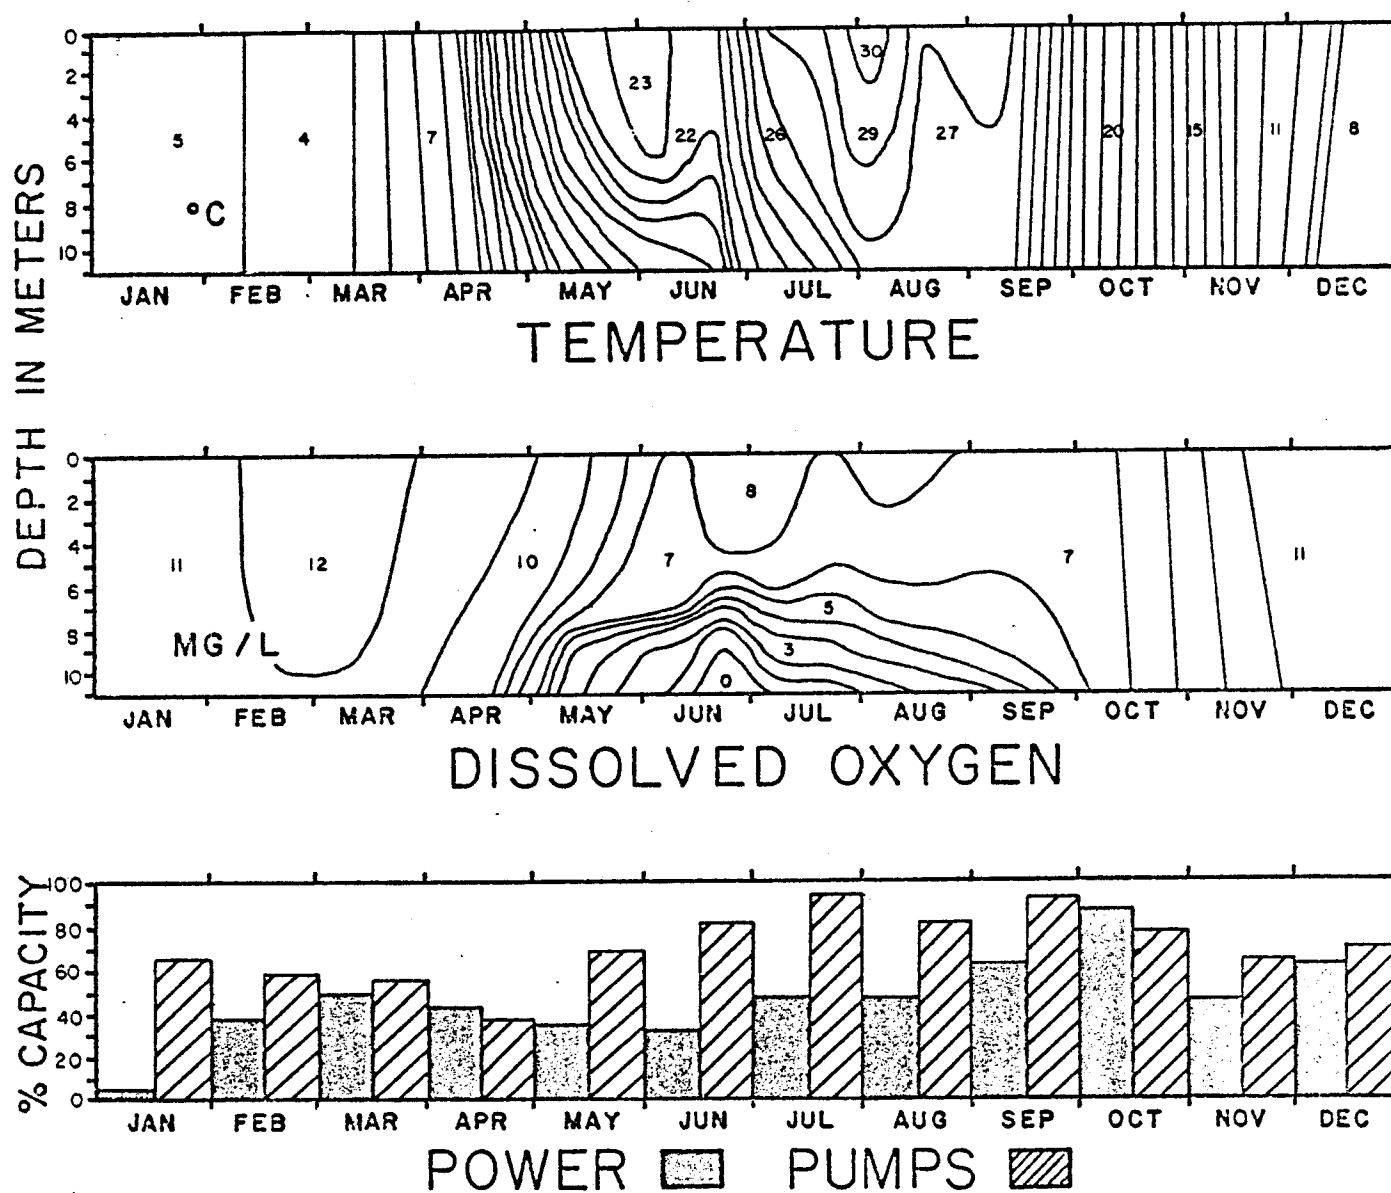 DEPTH IN METERS
0
2
4
6
8
10
5 4 7 23 22 26 30 29 27 20 15 11 8
°C
JAN FEB MAR APR MAY JUN JUL AUG SEP OCT NOV DEC
TEMPERATURE
0
2
4
6
8
10
11 12 10 7 8 5 3 0 7 11
MG/L
JAN FEB MAR APR MAY JUN JUL AUG SEP OCT NOV DEC
DISSOLVED OXYGEN
% CAPACITY
100
80
60
40
20
0
JAN FEB MAR APR MAY JUN JUL AUG SEP OCT NOV DEC
POWER PUMPS